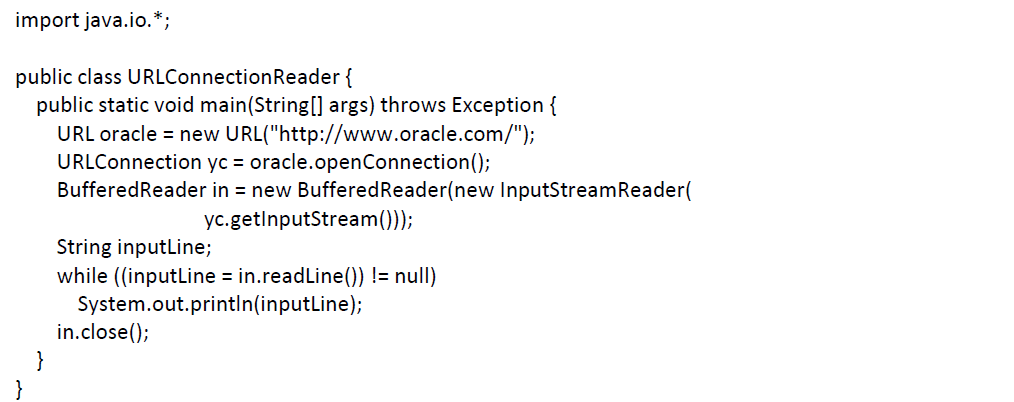 import java.io.*;

public class URLConnectionReader {
    public static void main(String[] args) throws Exception {
        URL oracle = new URL("http://www.oracle.com/");
        URLConnection yc = oracle.openConnection();
        BufferedReader in = new BufferedReader(new InputStreamReader(
                                yc.getInputStream()));
        String inputLine;
        while ((inputLine = in.readLine()) != null)
            System.out.println(inputLine);
        in.close();
    }
}